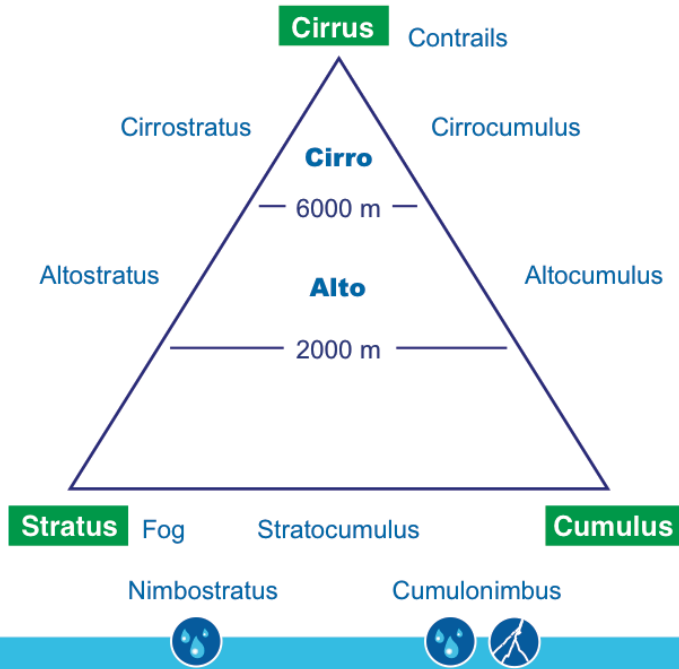 Cirrus
Contrails
Cirrostratus
Cirrocumulus
Cirro
6000 m
Altostratus
Alto
Altocumulus
2000 m
Stratus
Fog
Stratocumulus
Cumulus
Nimbostratus
Cumulonimbus